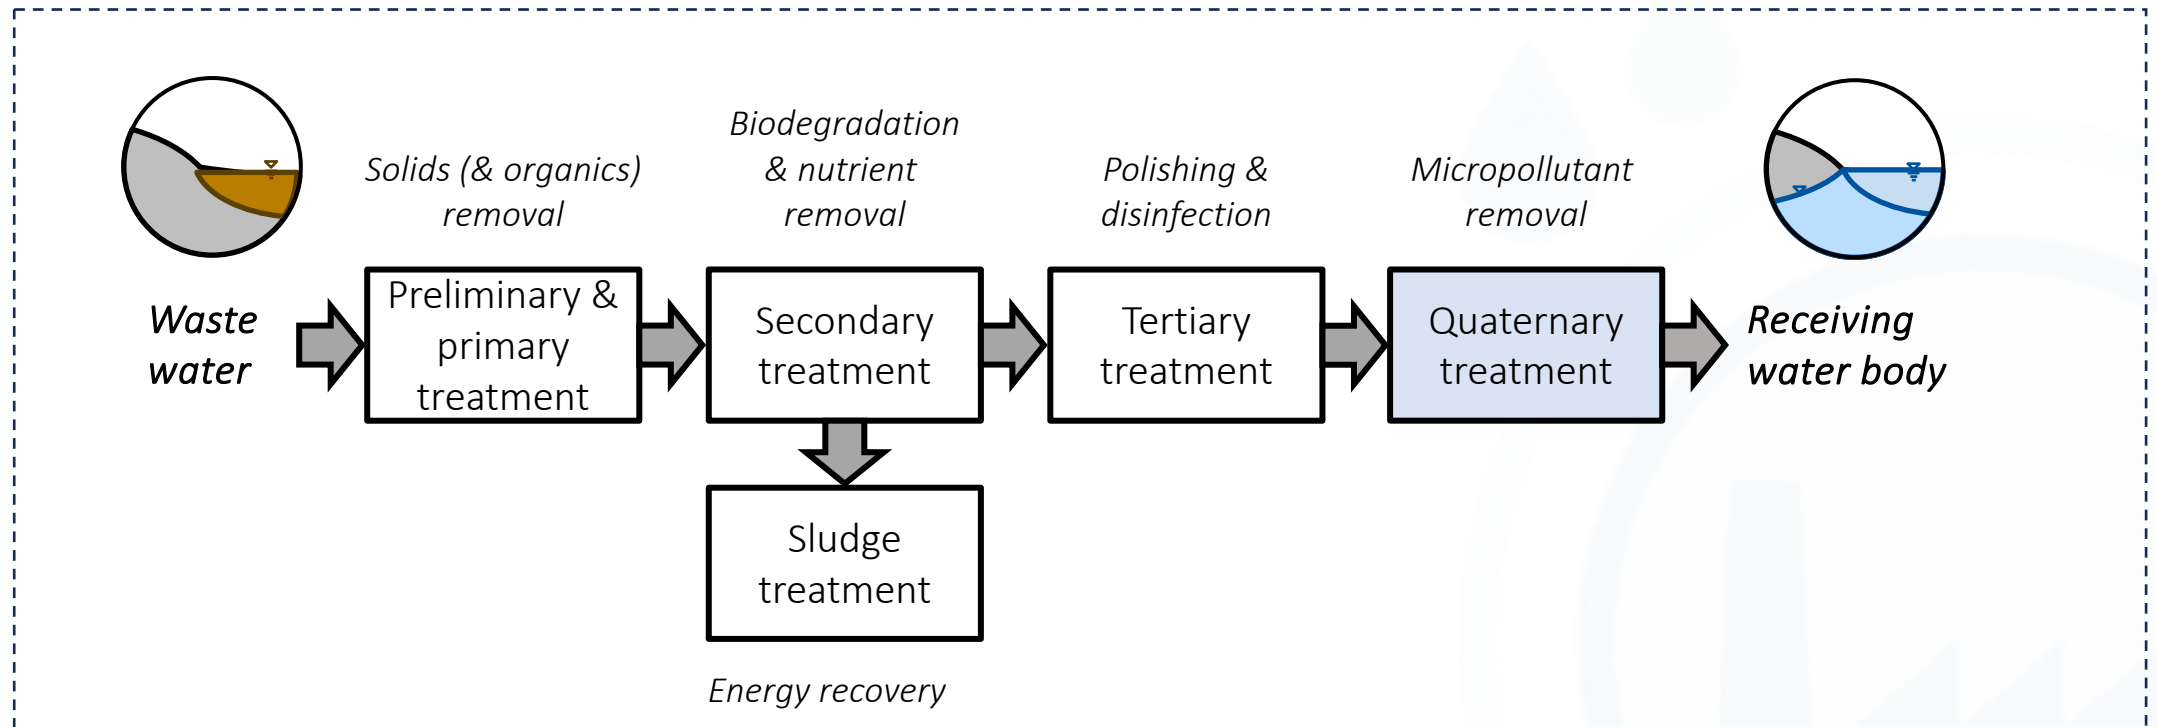 Waste
water
Solids (& organics)
removal
Preliminary &
primary
treatment
Biodegradation
& nutrient
removal
Secondary
treatment
Sludge
treatment
Energy recovery
Polishing &
disinfection
Tertiary
treatment
Micropollutant
removal
Quaternary
treatment
Receiving
water body